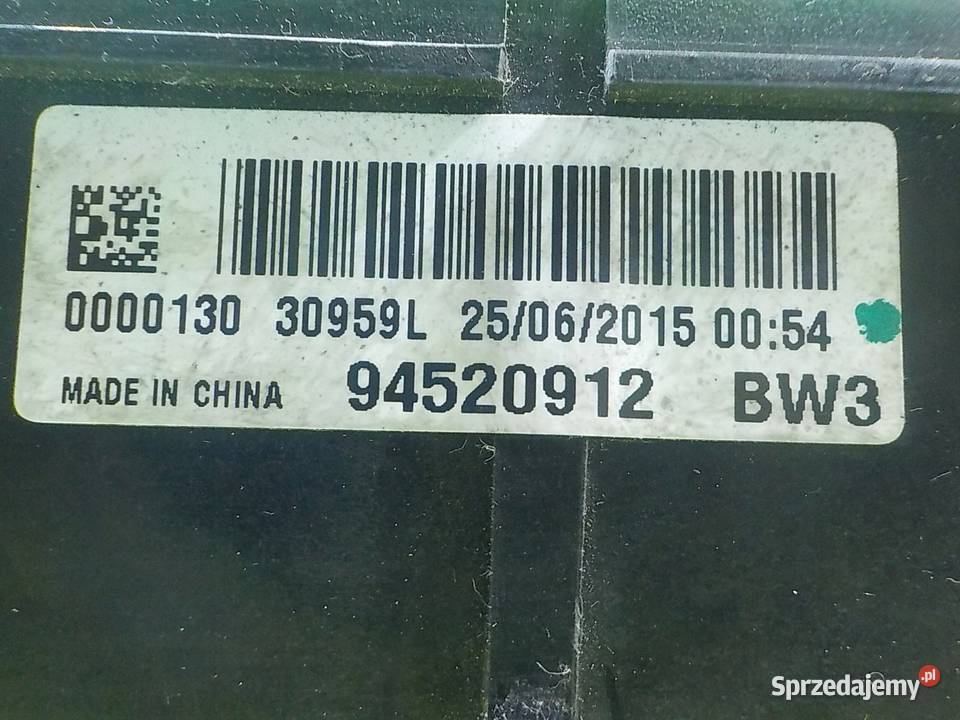 0000130 30959L 25/06/2015 00:54
MADE IN CHINA 94520912 BW3
Sprzedajemy.pl